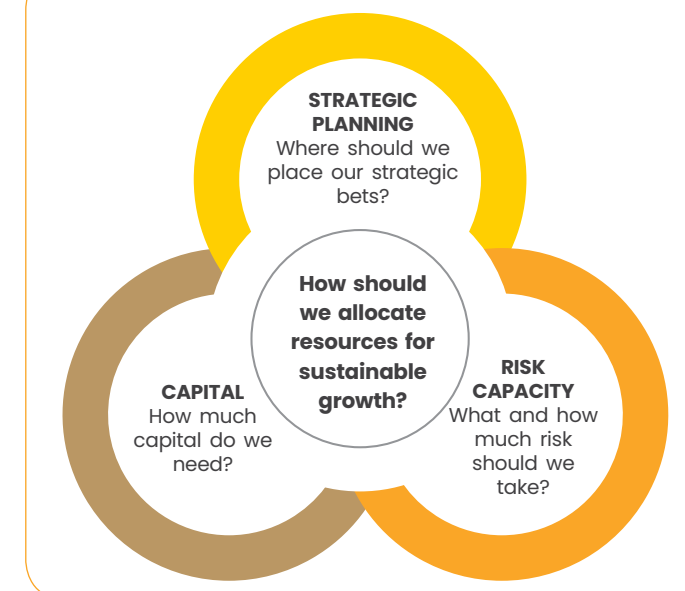 STRATEGIC
PLANNING
Where should we
place our strategic
bets?
How should
we allocate
resources for
sustainable
growth?
CAPITAL
How much
capital do we
need?
RISK
CAPACITY
What and how
much risk
should we
take?